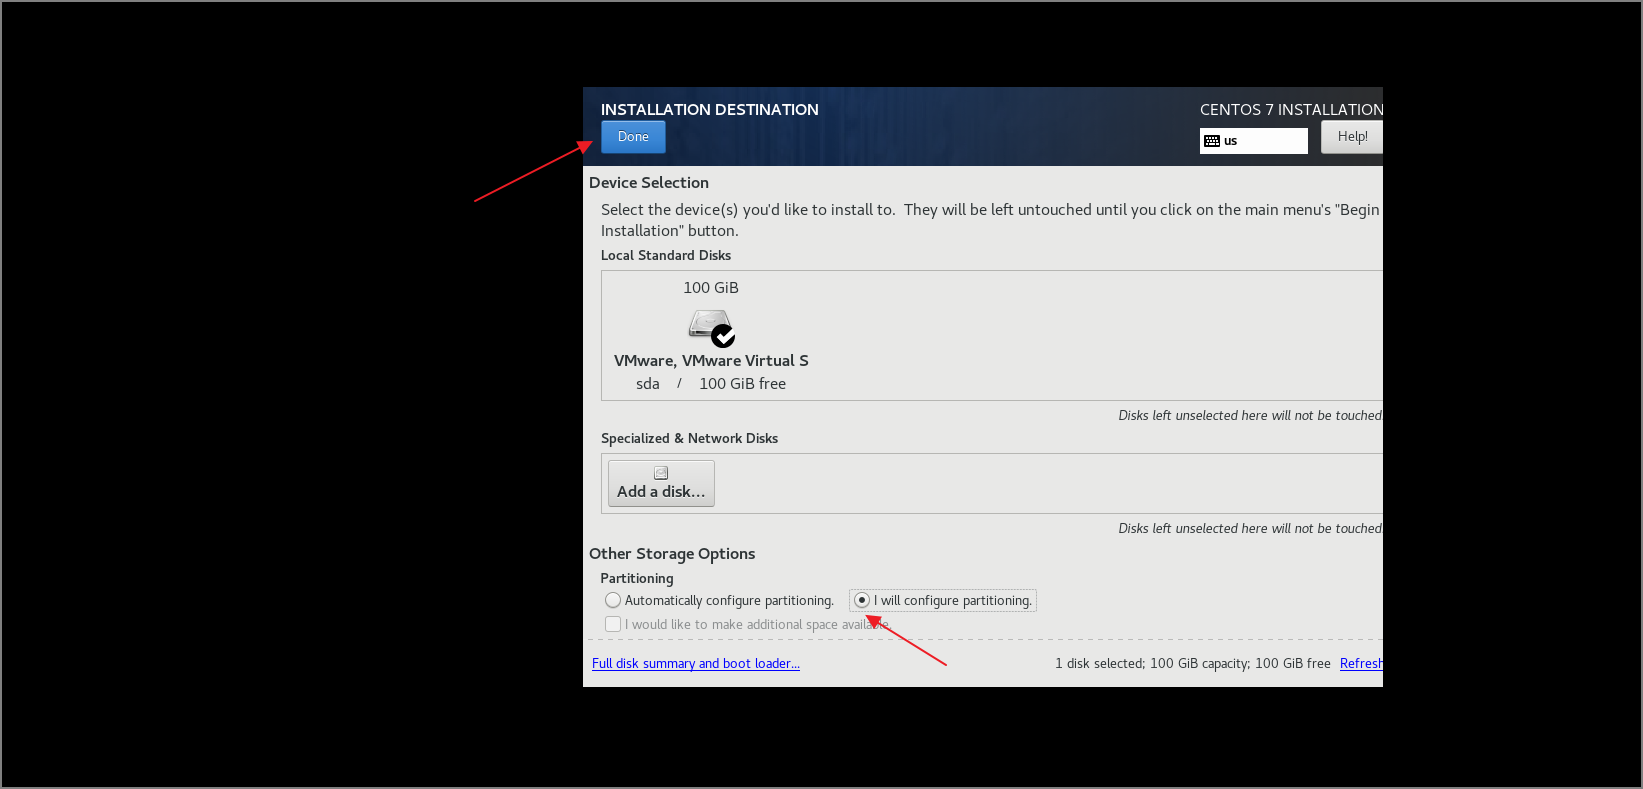 INSTALLATION DESTINATION
CENTOS 7 INSTALLATION
Done
us
Help!
Device Selection
Select the device(s) you'd like to install to.  They will be left untouched until you click on the main menu's "Begin
Installation" button.
Local Standard Disks
100 GiB
VMware, VMware Virtual S
sda / 100 GiB free
Disks left unselected here will not be touched.
Specialized & Network Disks
Add a disk...
Disks left unselected here will not be touched.
Other Storage Options
Partitioning
Automatically configure partitioning.
I will configure partitioning.
I would like to make additional space available.
Full disk summary and boot loader...
1 disk selected; 100 GiB capacity; 100 GiB free
Refresh